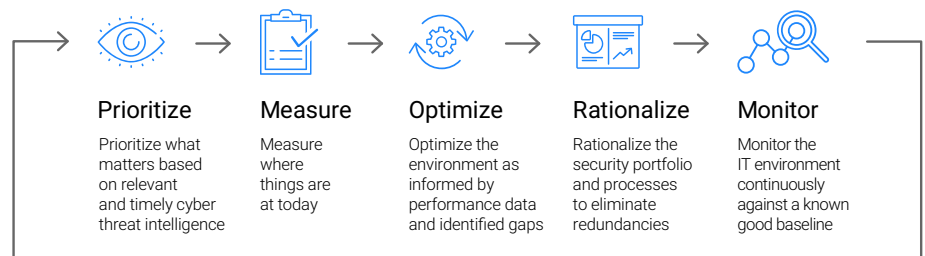 Prioritize
Prioritize what
matters based
on relevant
and timely cyber
threat intelligence
Measure
Measure
where
things are
at today
Optimize
Optimize the
environment as
informed by
performance data
and identified gaps
Rationalize
Rationalize the
security portfolio
and processes
to eliminate
redundancies
Monitor
Monitor the
IT environment
continuously
against a known
good baseline